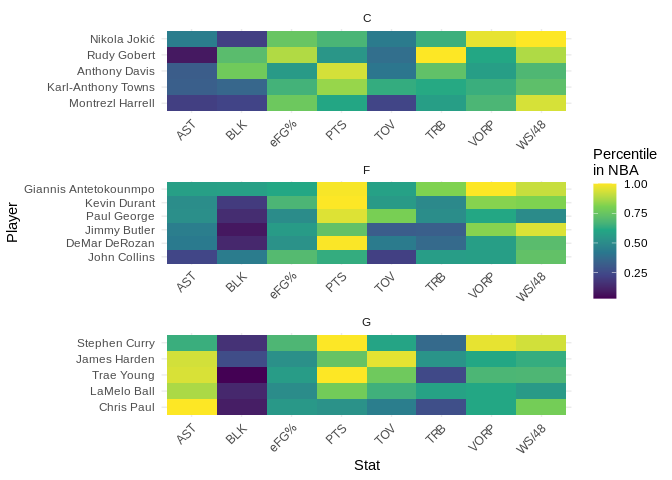 C
Nikola Jokić
Rudy Gobert
Anthony Davis
Karl-Anthony Towns
Montrezl Harrell
AST BLK eFG% PTS TOV TRB VORP WS/48
F
Giannis Antetokounmpo
Kevin Durant
Paul George
Jimmy Butler
DeMar DeRozan
John Collins
AST BLK eFG% PTS TOV TRB VORP WS/48
G
Stephen Curry
James Harden
Trae Young
LaMelo Ball
Chris Paul
AST BLK eFG% PTS TOV TRB VORP WS/48
Stat
Player
Percentile
in NBA
1.00
0.75
0.50
0.25